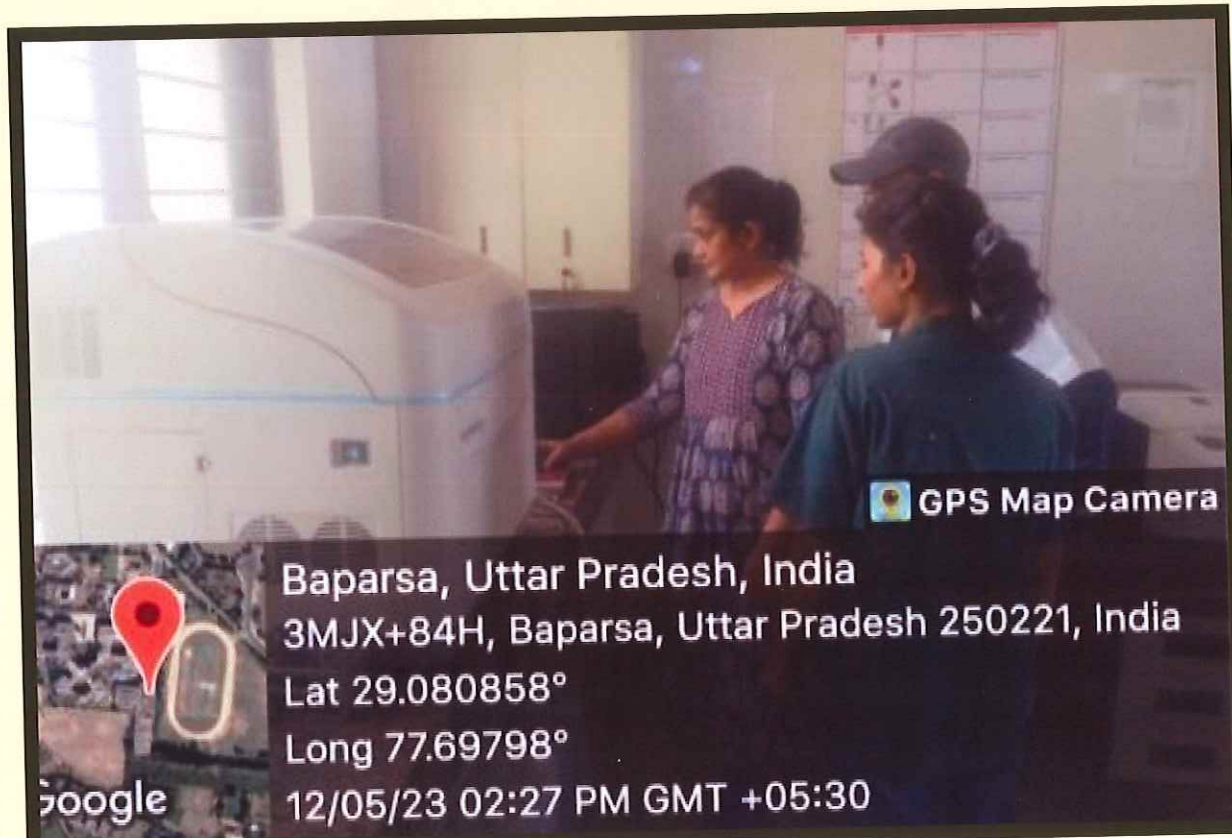 GPS Map Camera
Baparsa, Uttar Pradesh, India
3MJX+84H, Baparsa, Uttar Pradesh 250221, India
Lat 29.080858°
Long 77.69798°
12/05/23 02:27 PM GMT +05:30
Google